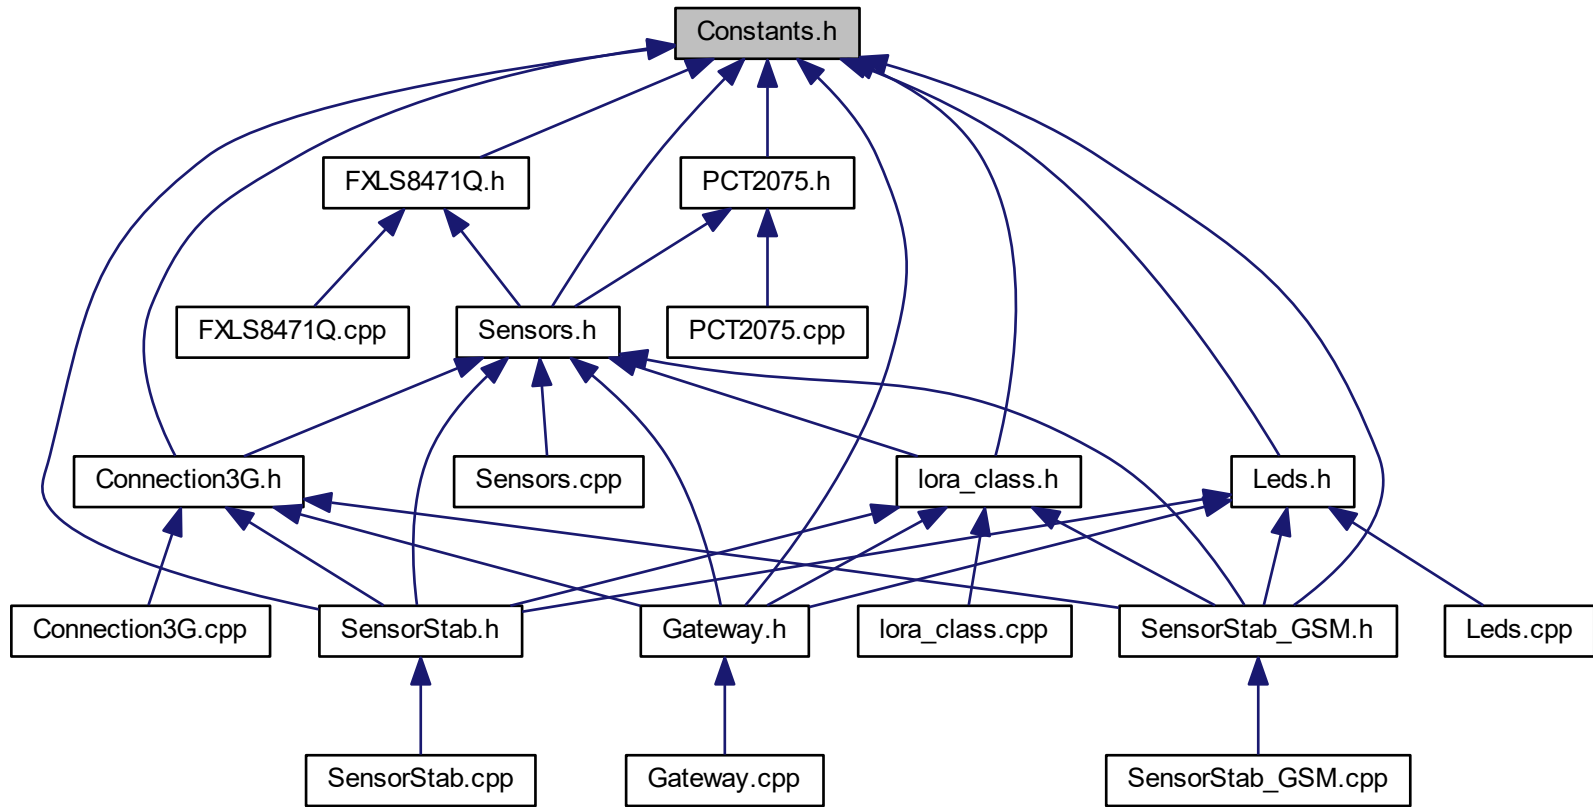 Constants.h
FXLS8471Q.h
PCT2075.h
FXLS8471Q.cpp
Sensors.h
PCT2075.cpp
Connection3G.h
Sensors.cpp
lora_class.h
Leds.h
Connection3G.cpp
SensorStab.h
Gateway.h
lora_class.cpp
SensorStab_GSM.h
Leds.cpp
SensorStab.cpp
Gateway.cpp
SensorStab_GSM.cpp